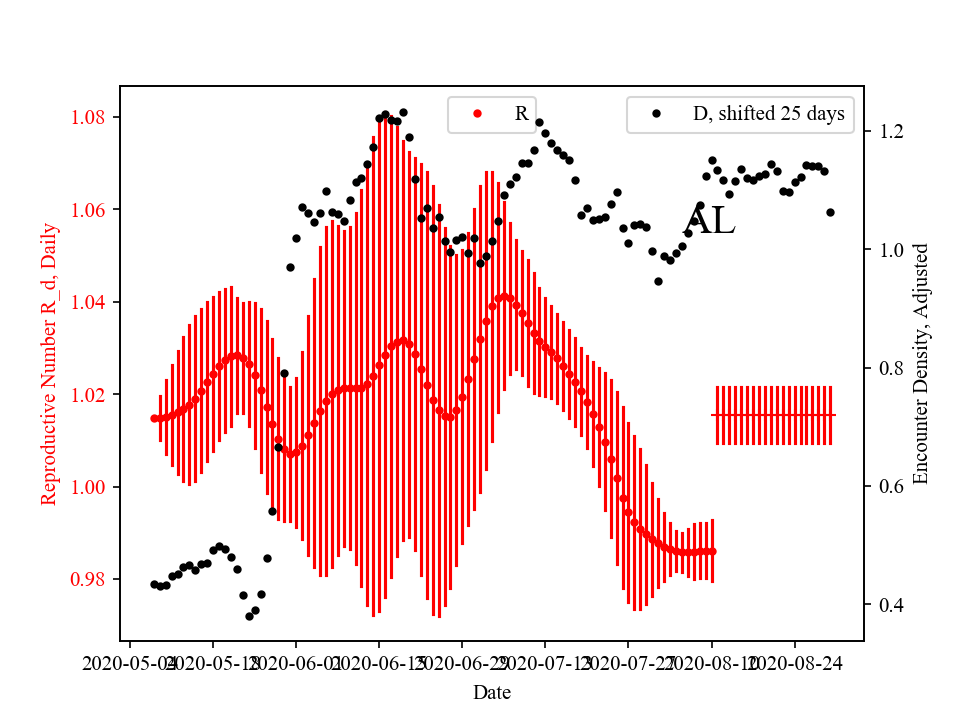 R
D, shifted 25 days
1.08
1.06
1.04
1.02
1.00
0.98
Reproductive Number R_d, Daily
1.2
1.0
0.8
0.6
0.4
Encounter Density, Adjusted
AL
2020-05-04 2020-05-18 2020-06-01 2020-06-15 2020-06-29 2020-07-13 2020-07-27 2020-08-10 2020-08-24
Date